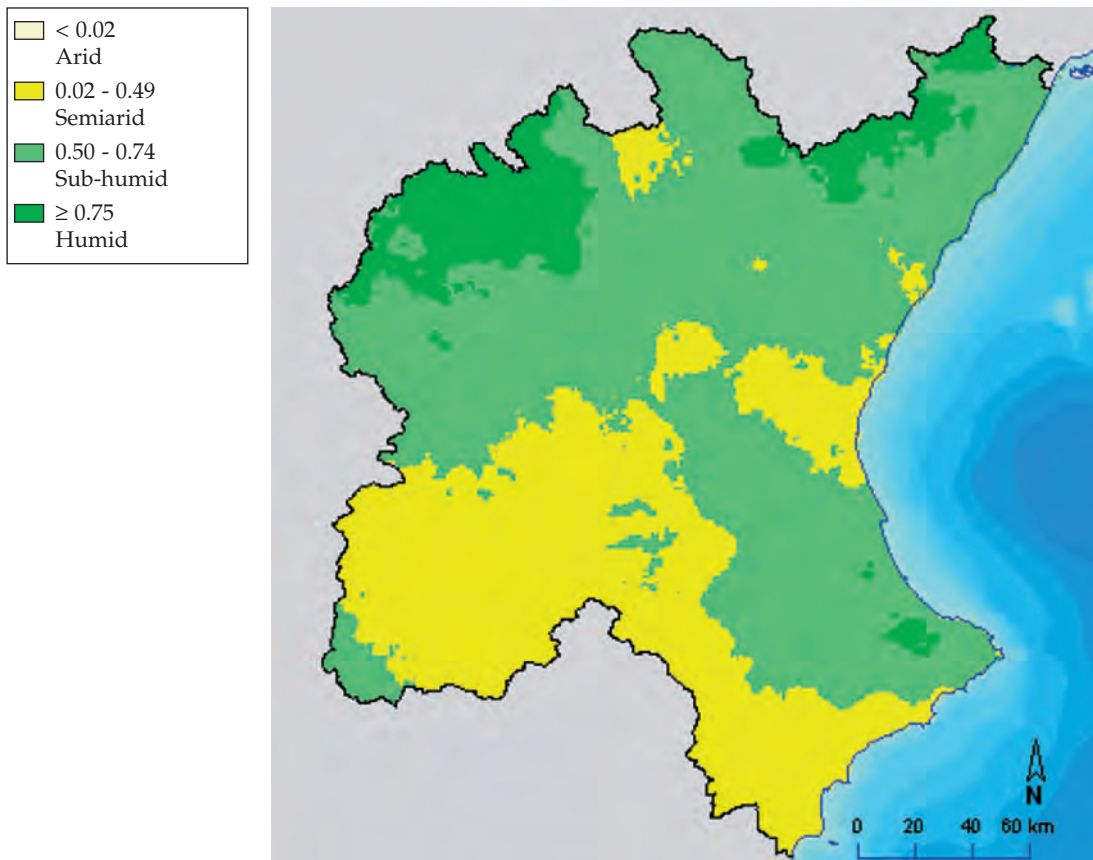 < 0.02
Arid
0.02 - 0.49
Semiarid
0.50 - 0.74
Sub-humid
≥ 0.75
Humid
N
0 20 40 60 km